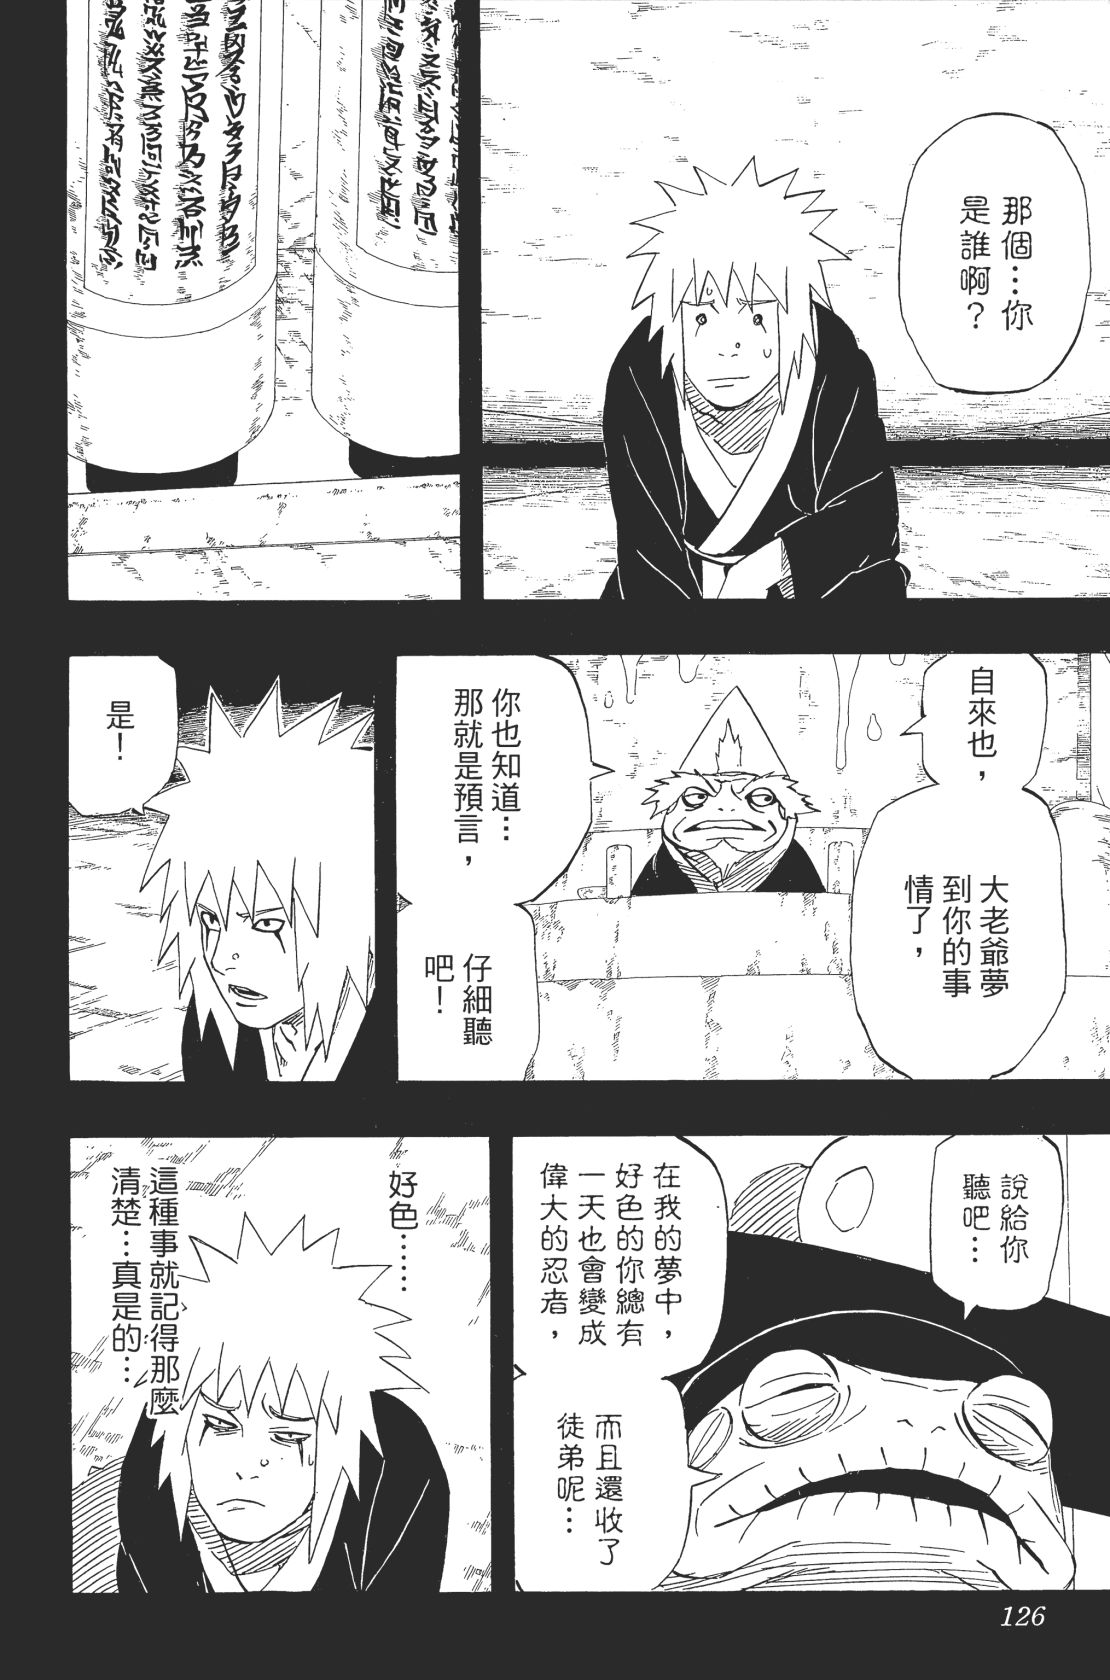 那個…你
是誰啊？
自來也，
大老爺夢
到你的事
情了，
你也知道…
那就是預言，
仔細聽
吧！
是！
說給你
聽吧…
在我的夢中，
好色的你總有
一天也會變成
偉大的忍者，
而且還收了
徒弟呢…
好色……
這種事就記得那麼
清楚…真是的…
126